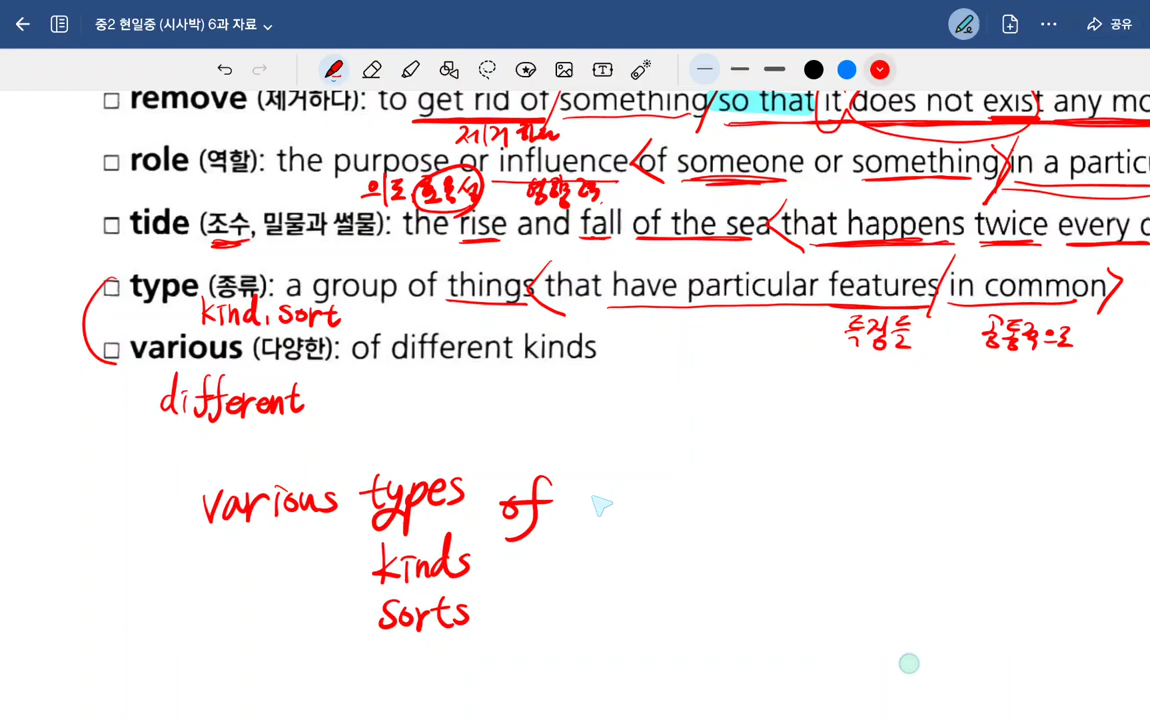 중2 현일중 (시사박) 6과 자료
공유
□ remove (제거하다): to get rid of something so that it does not exist any mo
제거 하다
□ role (역할): the purpose or influence of someone or something in a particu
의도, 효용성 영향력
□ tide (조수, 밀물과 썰물): the rise and fall of the sea that happens twice every d
□ type (종류): a group of things that have particular features in common
kind, sort 특징들 공통적으로
□ various (다양한): of different kinds
different
various types of
kinds
sorts